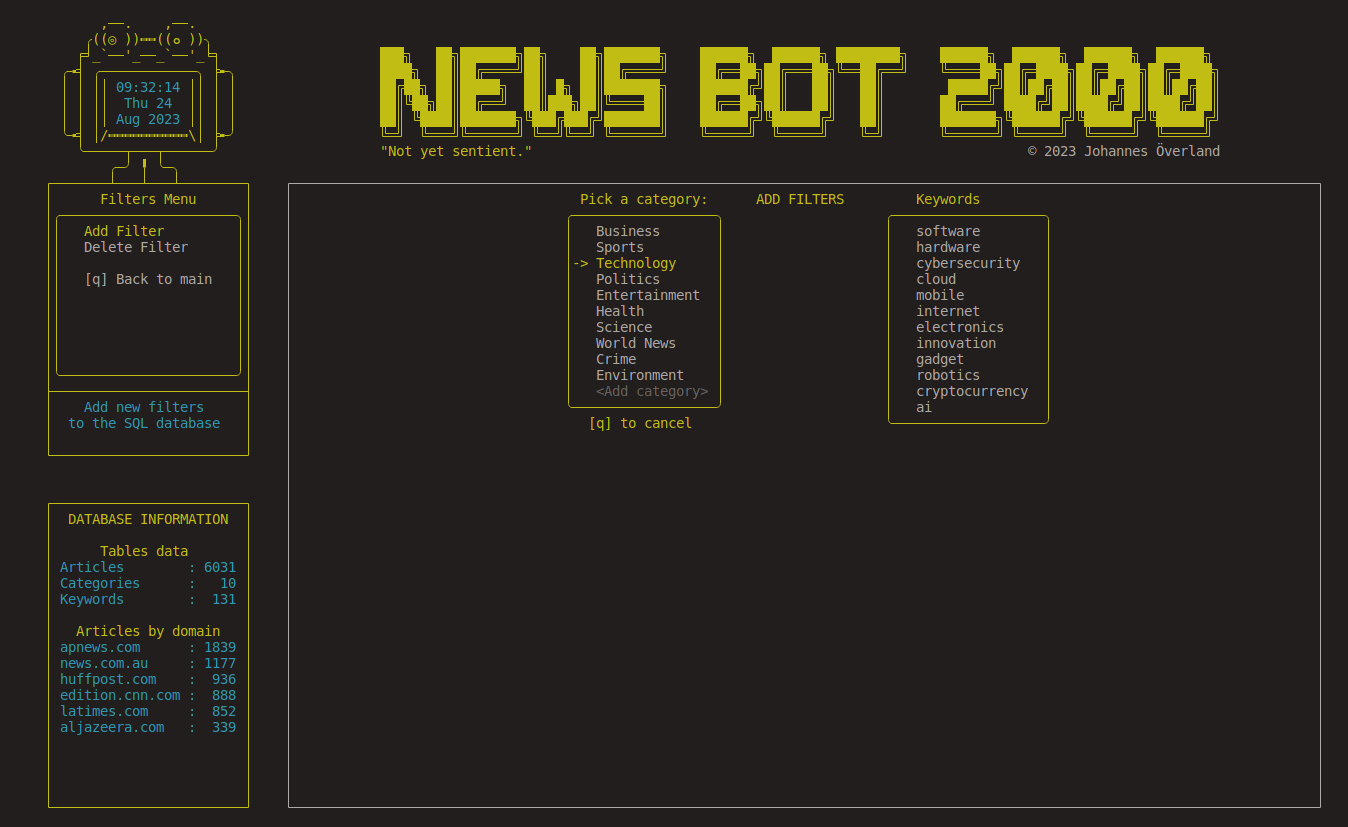 NEWS BOT 2000
"Not yet sentient."
© 2023 Johannes Överland
09:32:14
Thu 24
Aug 2023
Filters Menu
Add Filter
Delete Filter
[q] Back to main
Add new filters
to the SQL database
DATABASE INFORMATION
Tables data
Articles : 6031
Categories : 10
Keywords : 131
Articles by domain
apnews.com : 1839
news.com.au : 1177
huffpost.com : 936
edition.cnn.com : 888
latimes.com : 852
aljazeera.com : 339
ADD FILTERS
Pick a category:
Business
Sports
-> Technology
Politics
Entertainment
Health
Science
World News
Crime
Environment
<Add category>
[q] to cancel
Keywords
software
hardware
cybersecurity
cloud
mobile
internet
electronics
innovation
gadget
robotics
cryptocurrency
ai